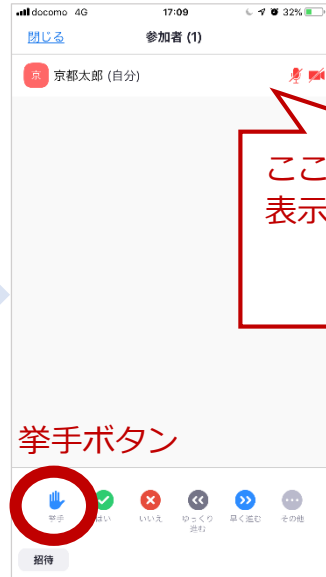 docomo 4G 17:09 32%
閉じる 参加者 (1)
京 京都太郎 (自分)
ここ
表示
挙手ボタン
挙手 はい いいえ ゆっくり進む 早く進む その他
招待